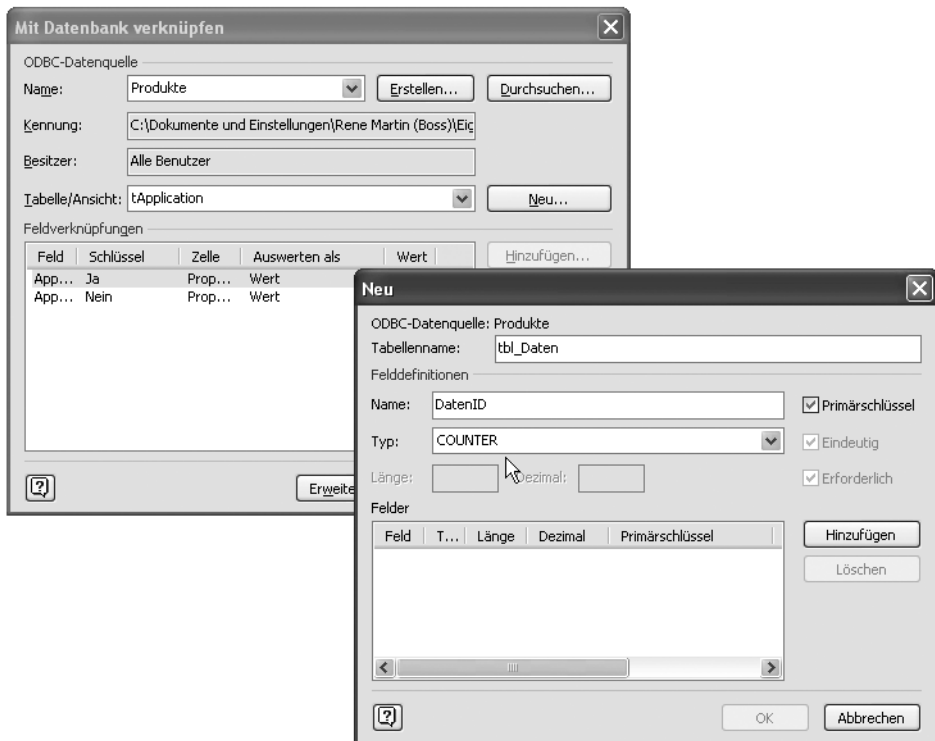 Mit Datenbank verknüpfen
ODBC-Datenquelle
Name: Produkte Erstellen... Durchsuchen...
Kennung: C:\Dokumente und Einstellungen\Rene Martin (Boss)\Eig
Besitzer: Alle Benutzer
Tabelle/Ansicht: tApplication Neu...
Feldverknüpfungen
Feld Schlüssel Zelle Auswerten als Wert Hinzufügen...
App... Ja Prop... Wert
App... Nein Prop... Wert
Erweite
Neu
ODBC-Datenquelle: Produkte
Tabellenname: tbl_Daten
Felddefinitionen
Name: DatenID Primärschlüssel
Typ: COUNTER Eindeutig
Länge: Dezimal: Erforderlich
Felder
Feld T... Länge Dezimal Primärschlüssel Hinzufügen
Löschen
OK Abbrechen